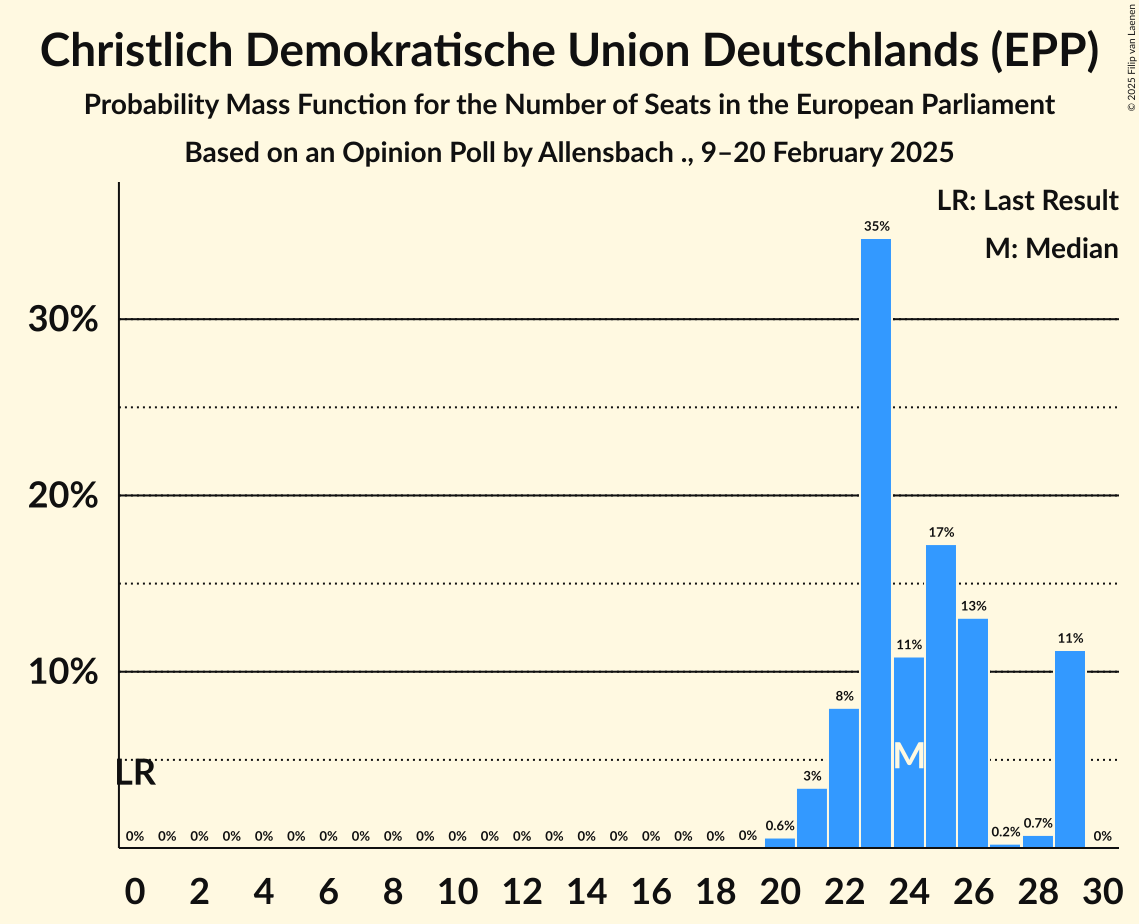 Christlich Demokratische Union Deutschlands (EPP)
Probability Mass Function for the Number of Seats in the European Parliament
Based on an Opinion Poll by Allensbach ., 9–20 February 2025
© 2025 Filip van Laenen
LR: Last Result
M: Median
35%
30%
20%
17%
13%
11%
11%
10%
8%
M
LR
3%
0% 0% 0% 0% 0% 0% 0% 0% 0% 0% 0% 0% 0% 0% 0% 0% 0% 0% 0% 0% 0.6% 0.2% 0.7% 0%
0 2 4 6 8 10 12 14 16 18 20 22 24 26 28 30